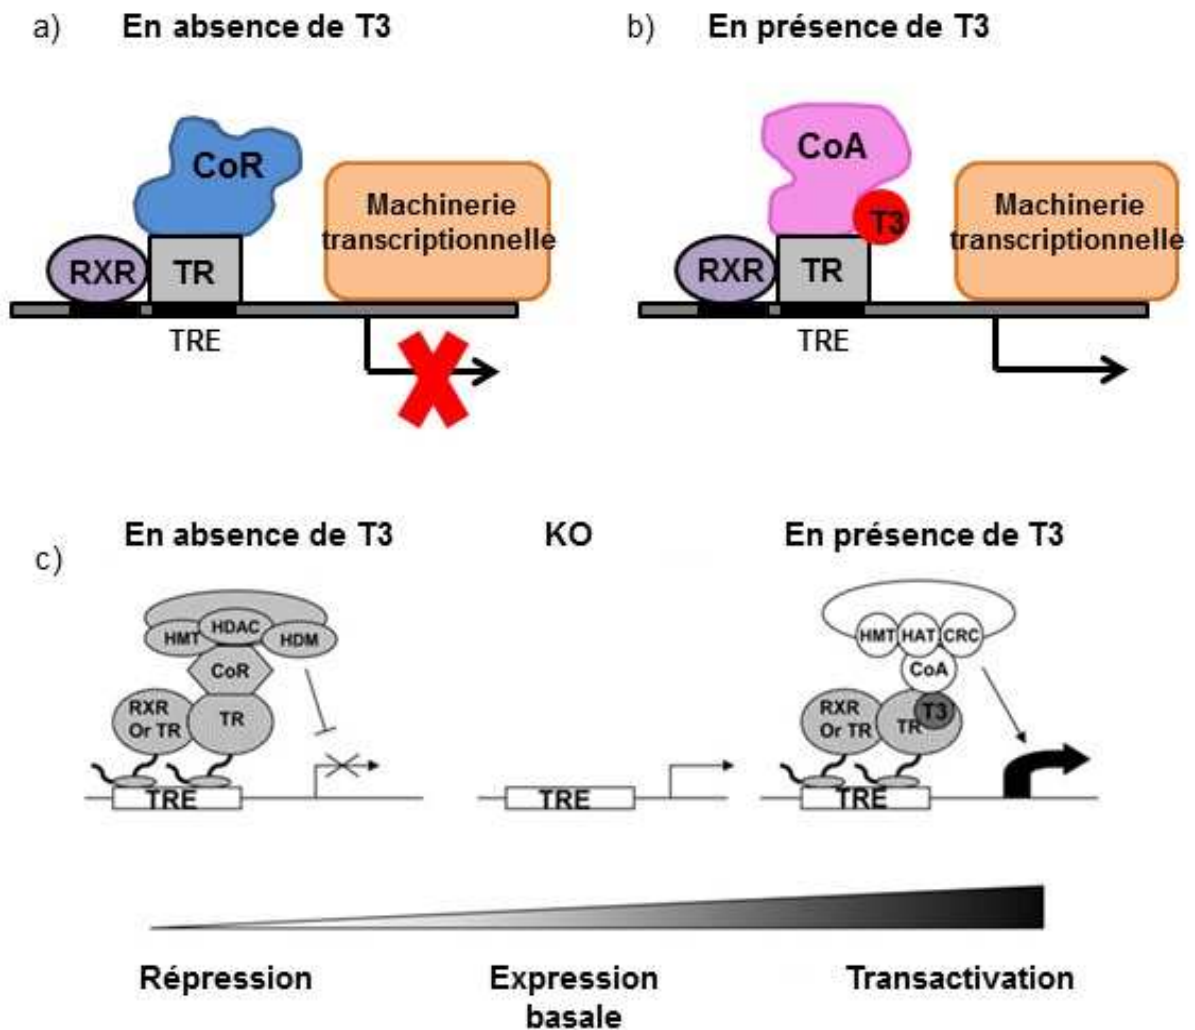 a) En absence de T3
b) En présence de T3
CoR
Machinerie
transcriptionnelle
RXR
TR
TRE
CoA
T3
Machinerie
transcriptionnelle
RXR
TR
TRE
c)
En absence de T3
KO
En présence de T3
HMT
HDAC
HDM
CoR
RXR
Or TR
TR
TRE
TRE
HMT
HAT
CRC
CoA
RXR
Or TR
TR
T3
TRE
Répression
Expression
basale
Transactivation